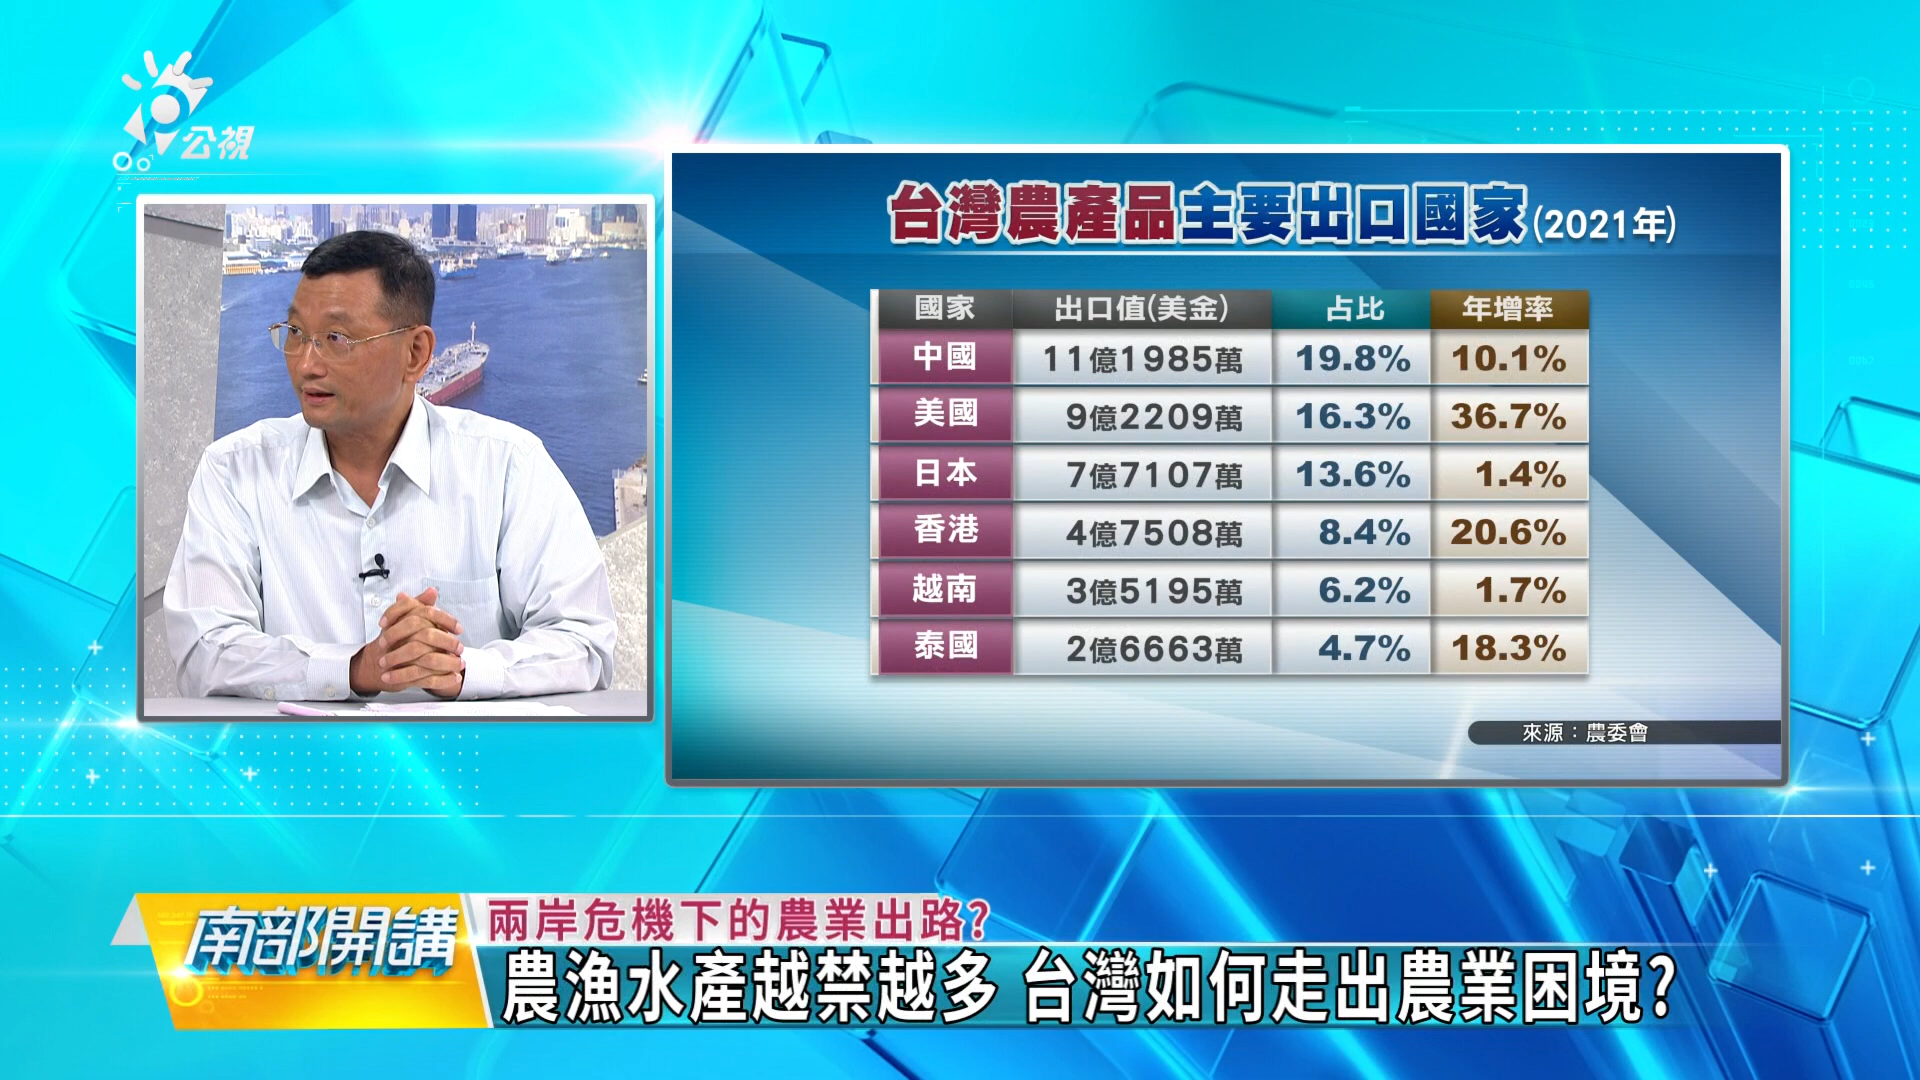 公視
台灣農產品主要出口國家(2021年)
國家 出口值(美金) 占比 年增率
中國 11億1985萬 19.8% 10.1%
美國 9億2209萬 16.3% 36.7%
日本 7億7107萬 13.6% 1.4%
香港 4億7508萬 8.4% 20.6%
越南 3億5195萬 6.2% 1.7%
泰國 2億6663萬 4.7% 18.3%
來源：農委會
南部開講
兩岸危機下的農業出路?
農漁水產越禁越多 台灣如何走出農業困境?